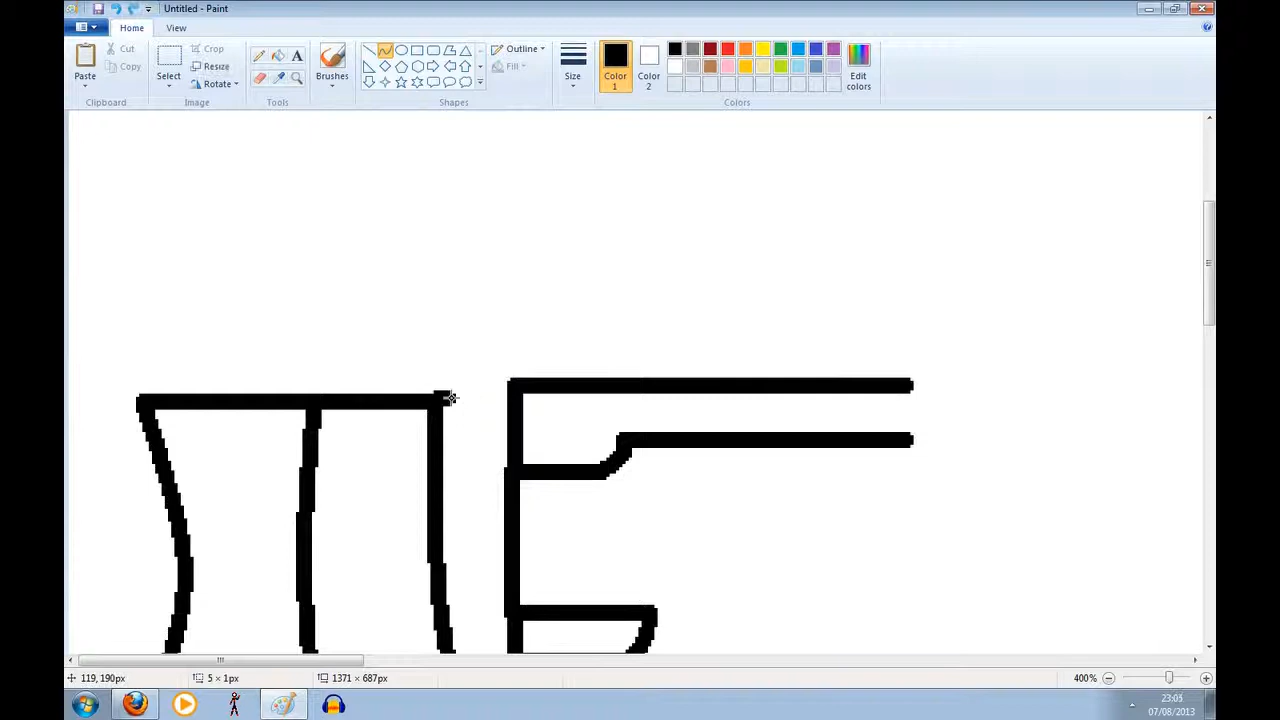 Untitled - Paint
Home View
Paste
Cut
Copy
Clipboard
Select
Crop
Resize
Rotate
Image
Tools
A
Brushes
Shapes
Outline
Fill
Size
Color 1
Color 2
Edit colors
Colors
119, 190px
5 × 1px
1371 × 687px
400%
23:05
07/08/2013